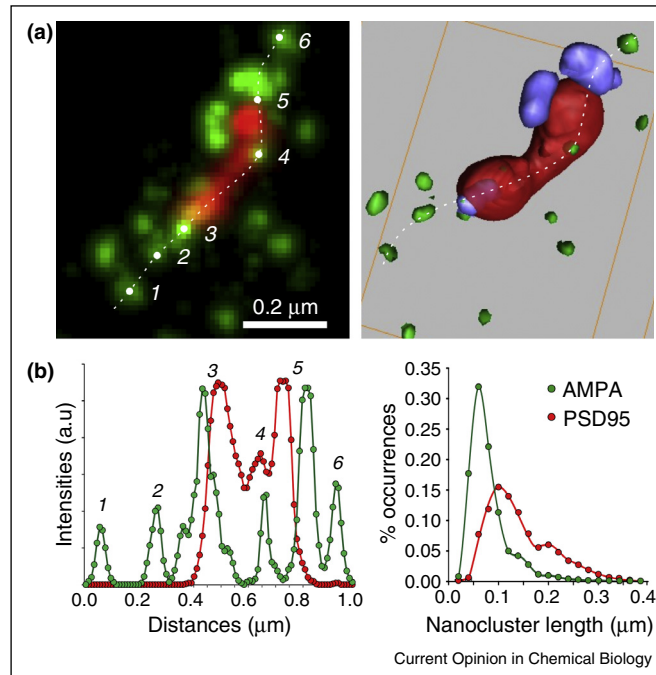 (a)
6
5
4
3
2
1
0.2 μm
(b)
Intensities (a.u)
1
2
3
4
5
6
0.0 0.2 0.4 0.6 0.8 1.0
Distances (μm)
% occurrences
0.35
0.30
0.25
0.20
0.15
0.10
0.05
0.00
AMPA
PSD95
0.0 0.1 0.2 0.3 0.4
Nanocluster length (μm)
Current Opinion in Chemical Biology